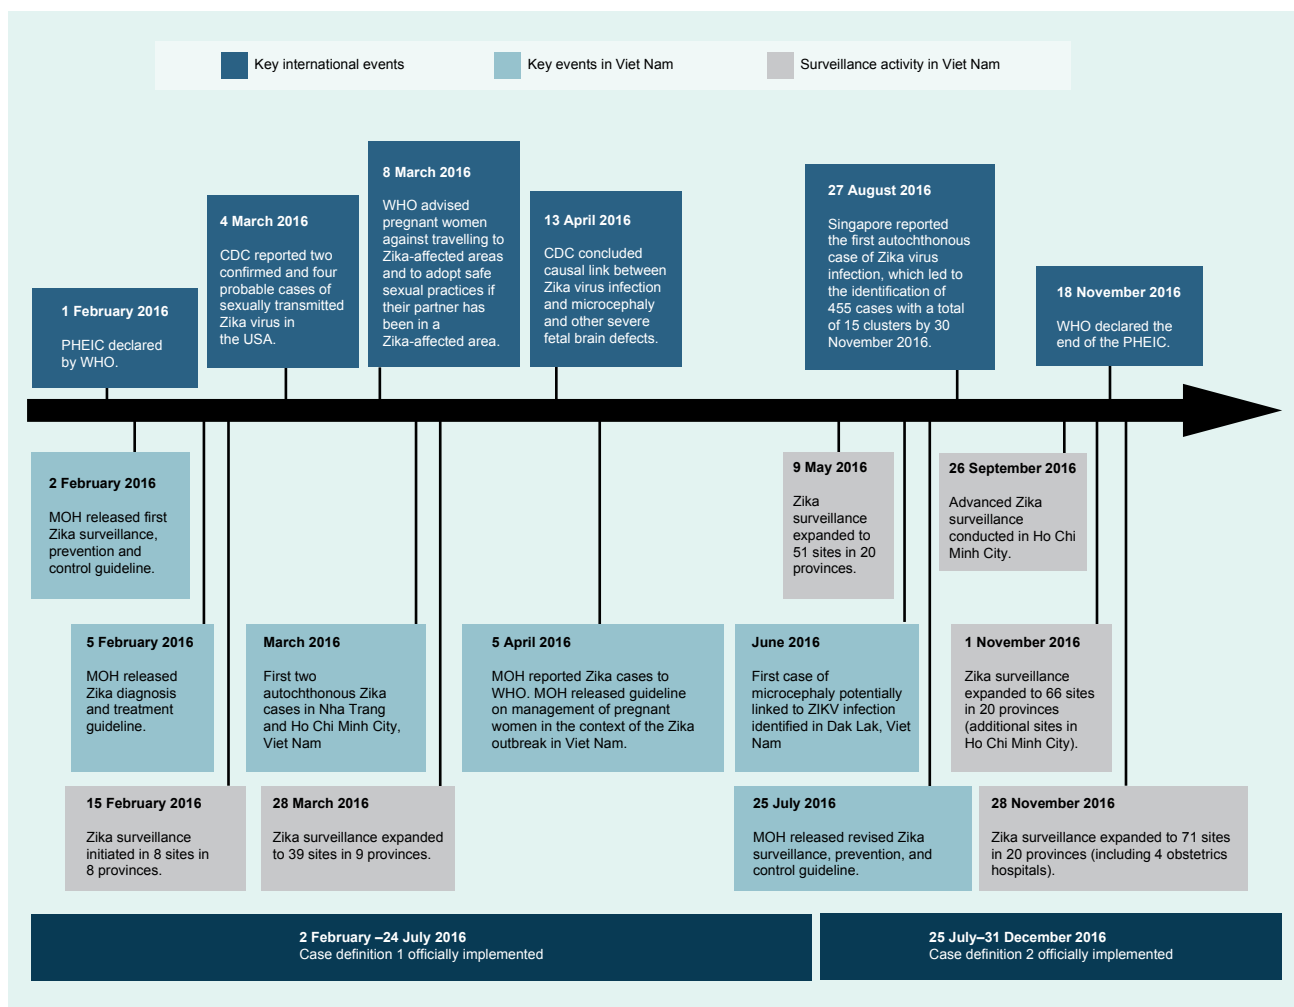 Key international events
Key events in Viet Nam
Surveillance activity in Viet Nam
1 February 2016
PHEIC declared
by WHO.
4 March 2016
CDC reported two
confirmed and four
probable cases of
sexually transmitted
Zika virus in
the USA.
8 March 2016
WHO advised
pregnant women
against travelling to
Zika-affected areas
and to adopt safe
sexual practices if
their partner has
been in a
Zika-affected area.
13 April 2016
CDC concluded
causal link between
Zika virus infection
and microcephaly
and other severe
fetal brain defects.
27 August 2016
Singapore reported
the first autochthonous
case of Zika virus
infection, which led to
the identification of
455 cases with a total
of 15 clusters by 30
November 2016.
18 November 2016
WHO declared the
end of the PHEIC.
2 February 2016
MOH released first
Zika surveillance,
prevention and
control guideline.
9 May 2016
Zika
surveillance
expanded to
51 sites in 20
provinces.
26 September 2016
Advanced Zika
surveillance
conducted in Ho Chi
Minh City.
5 February 2016
MOH released
Zika diagnosis
and treatment
guideline.
March 2016
First two
autochthonous Zika
cases in Nha Trang
and Ho Chi Minh City,
Viet Nam
5 April 2016
MOH reported Zika cases to
WHO. MOH released guideline
on management of pregnant
women in the context of the Zika
outbreak in Viet Nam.
June 2016
First case of
microcephaly potentially
linked to ZIKV infection
identified in Dak Lak, Viet
Nam
1 November 2016
Zika surveillance
expanded to 66 sites
in 20 provinces
(additional sites in
Ho Chi Minh City).
15 February 2016
Zika surveillance
initiated in 8 sites in
8 provinces.
28 March 2016
Zika surveillance expanded
to 39 sites in 9 provinces.
25 July 2016
MOH released revised Zika
surveillance, prevention, and
control guideline.
28 November 2016
Zika surveillance expanded to 71 sites
in 20 provinces (including 4 obstetrics
hospitals).
2 February –24 July 2016
Case definition 1 officially implemented
25 July–31 December 2016
Case definition 2 officially implemented